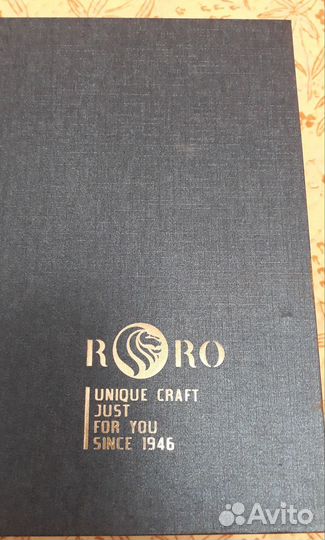 RORO
UNIQUE CRAFT
JUST
FOR YOU
SINCE 1946
Avito